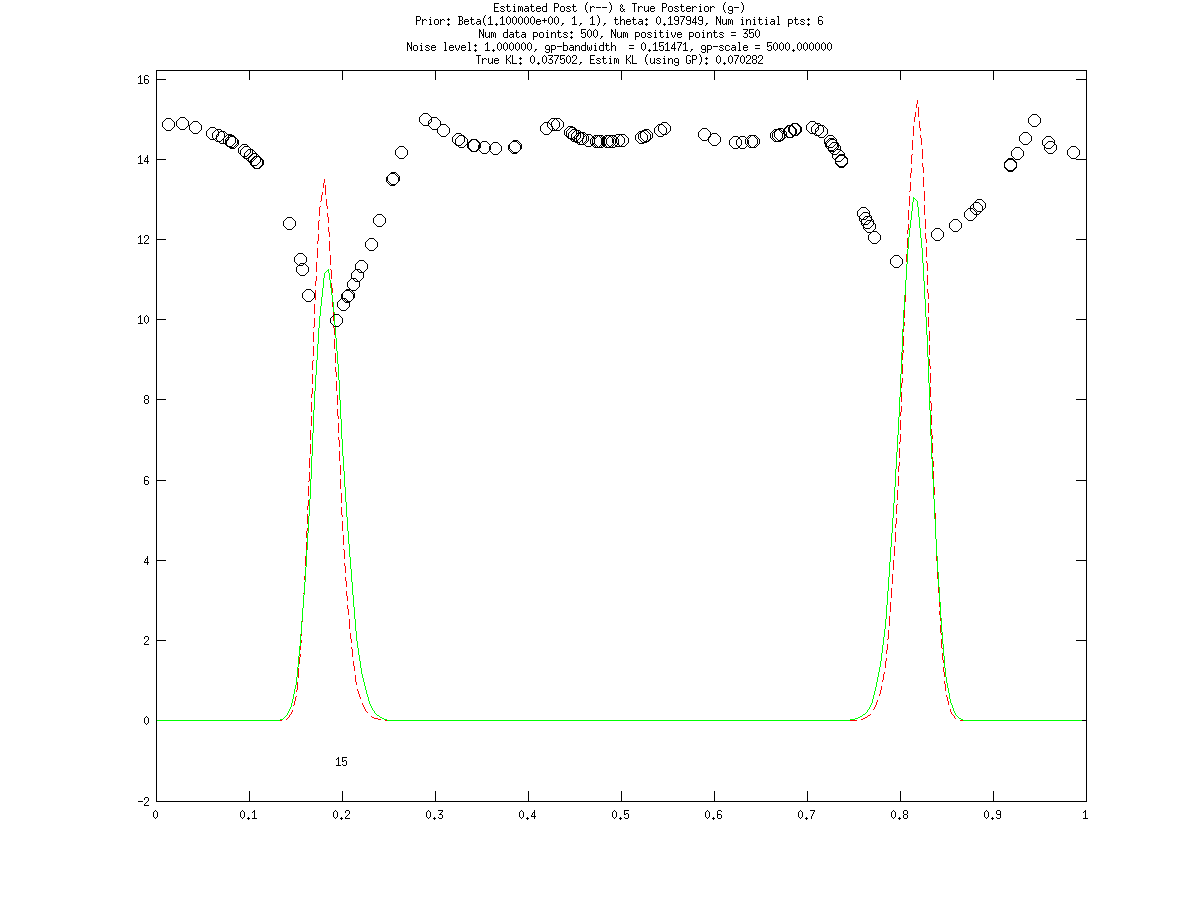 Estimated Post (r--) & True Posterior (g-)
Prior: Beta(1.100000e+00, 1, 1), theta: 0.197949, Num initial pts: 6
Num data points: 500, Num positive points = 350
Noise level: 1.000000, gp-bandwidth  = 0.151471, gp-scale = 5000.000000
True KL: 0.037502, Estim KL (using GP): 0.070282
16
14
12
10
8
6
4
2
0
15
-2
0 0.1 0.2 0.3 0.4 0.5 0.6 0.7 0.8 0.9 1